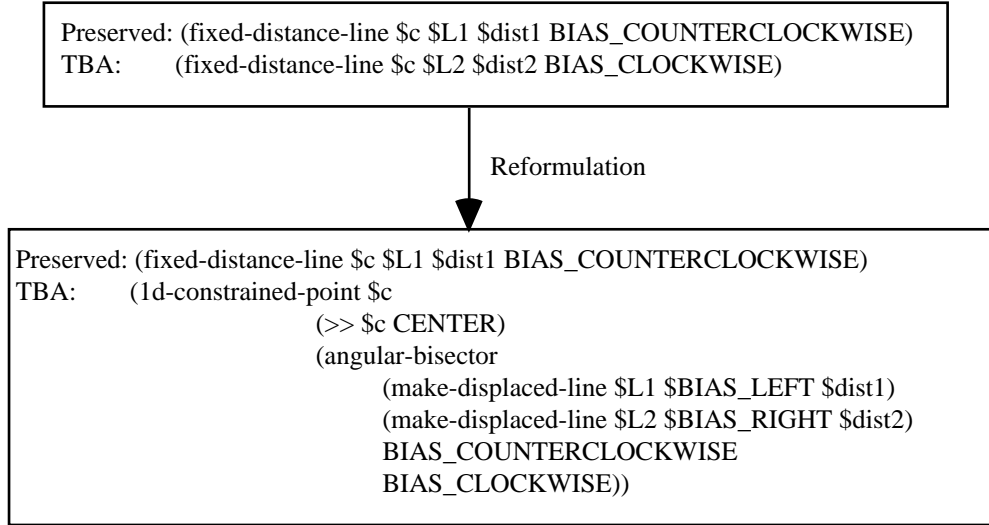 Preserved: (fixed-distance-line $c $L1 $dist1 BIAS_COUNTERCLOCKWISE)
TBA: (fixed-distance-line $c $L2 $dist2 BIAS_CLOCKWISE)
Reformulation
Preserved: (fixed-distance-line $c $L1 $dist1 BIAS_COUNTERCLOCKWISE)
TBA: (1d-constrained-point $c
(>> $c CENTER)
(angular-bisector
(make-displaced-line $L1 $BIAS_LEFT $dist1)
(make-displaced-line $L2 $BIAS_RIGHT $dist2)
BIAS_COUNTERCLOCKWISE
BIAS_CLOCKWISE))